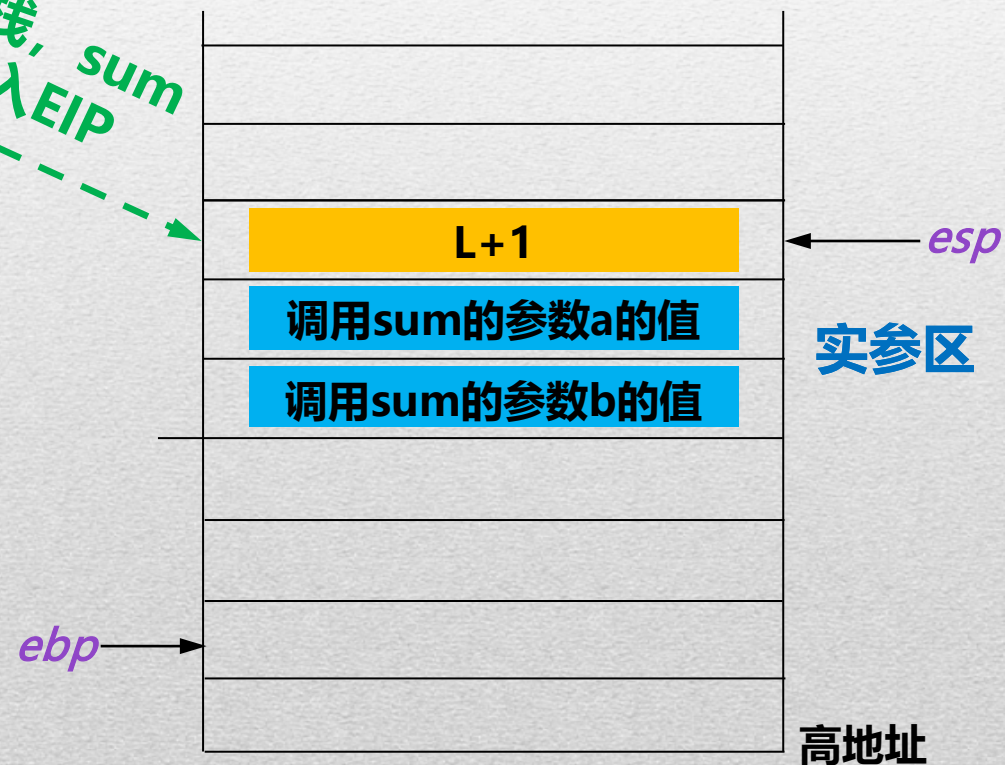 栈，sum
入EIP
L+1
esp
调用sum的参数a的值
实参区
调用sum的参数b的值
ebp
高地址